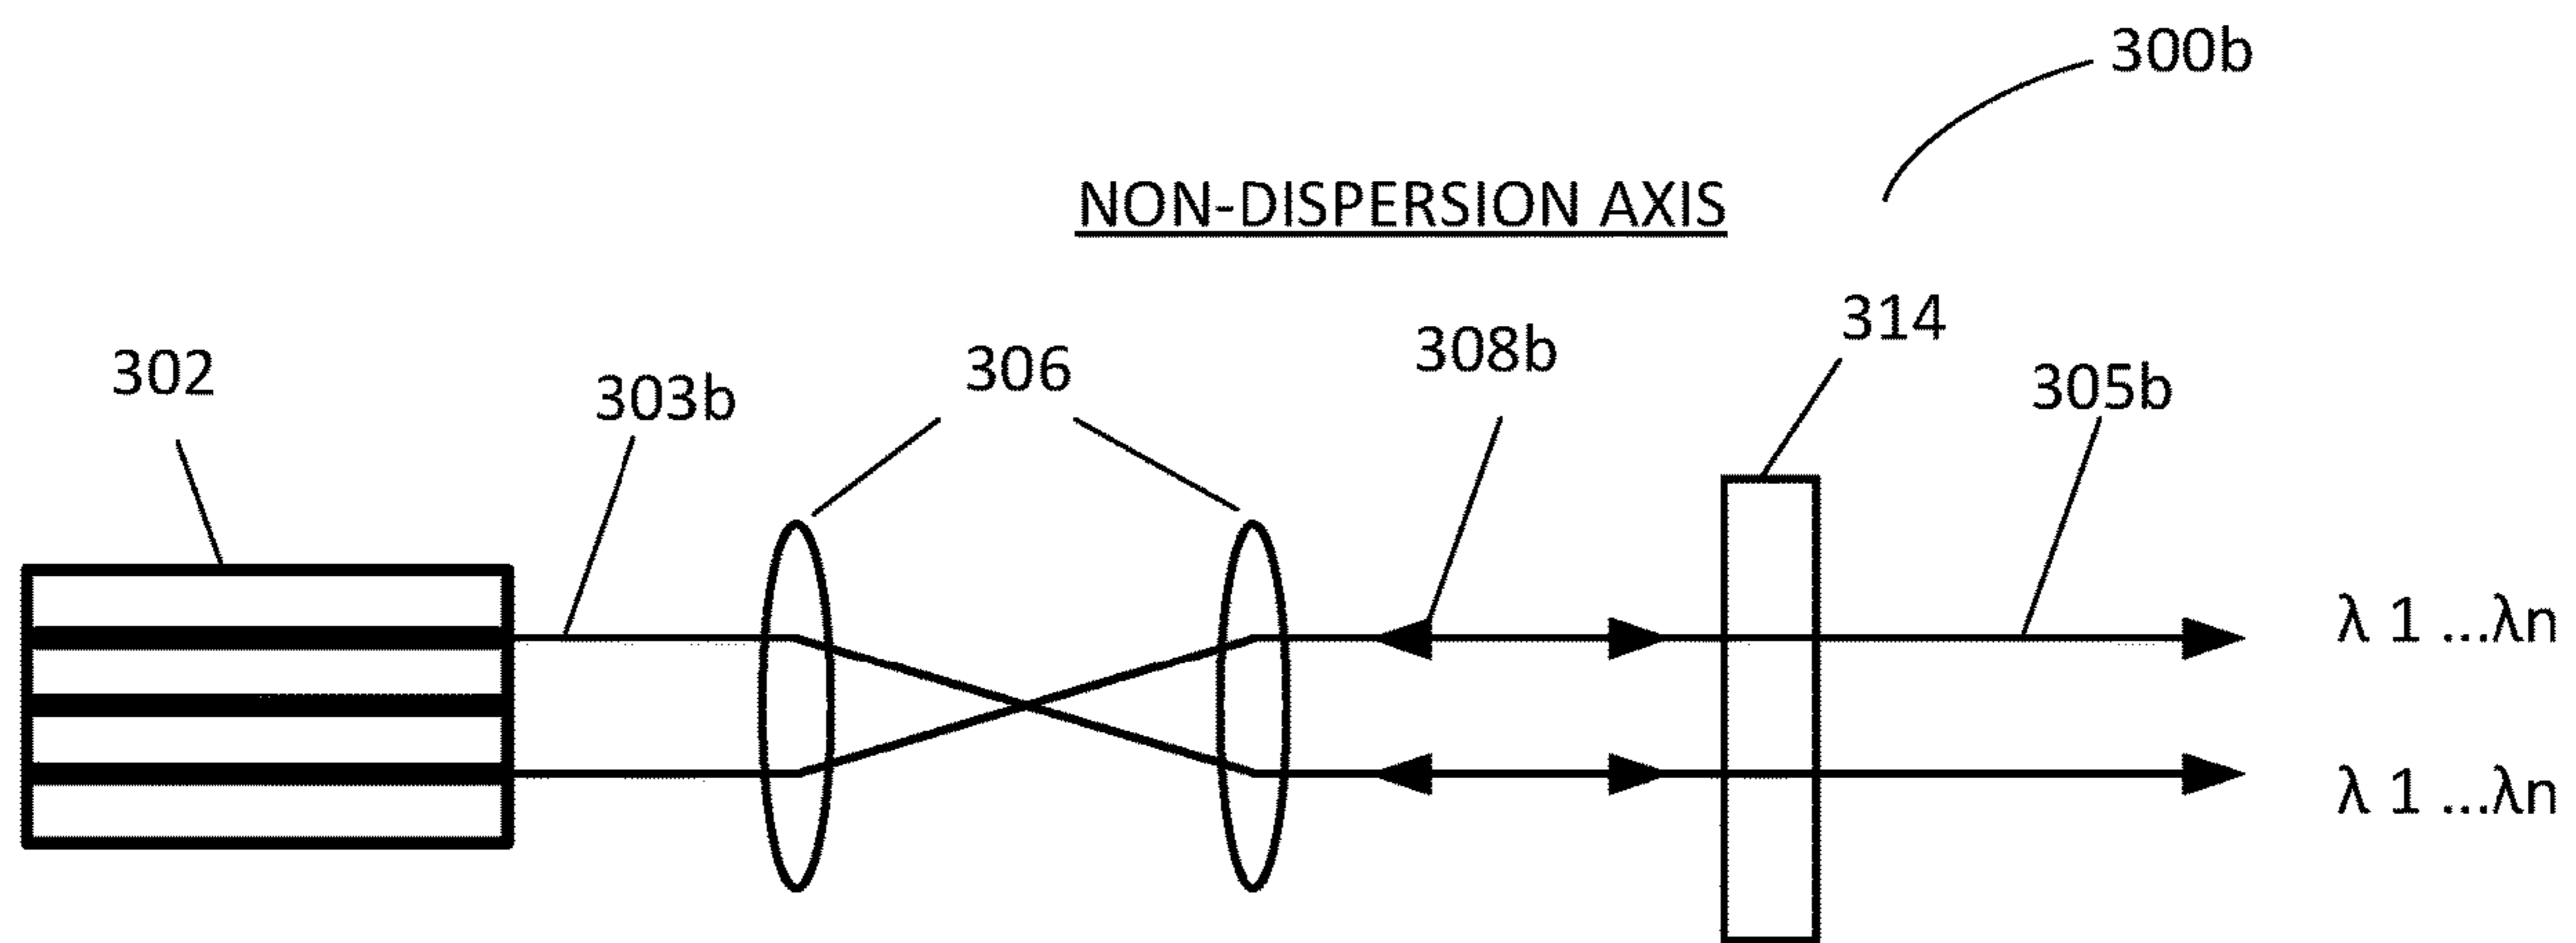 300b
NON-DISPERSION AXIS
302
303b
306
308b
314
305b
λ 1 ...λn
λ 1 ...λn